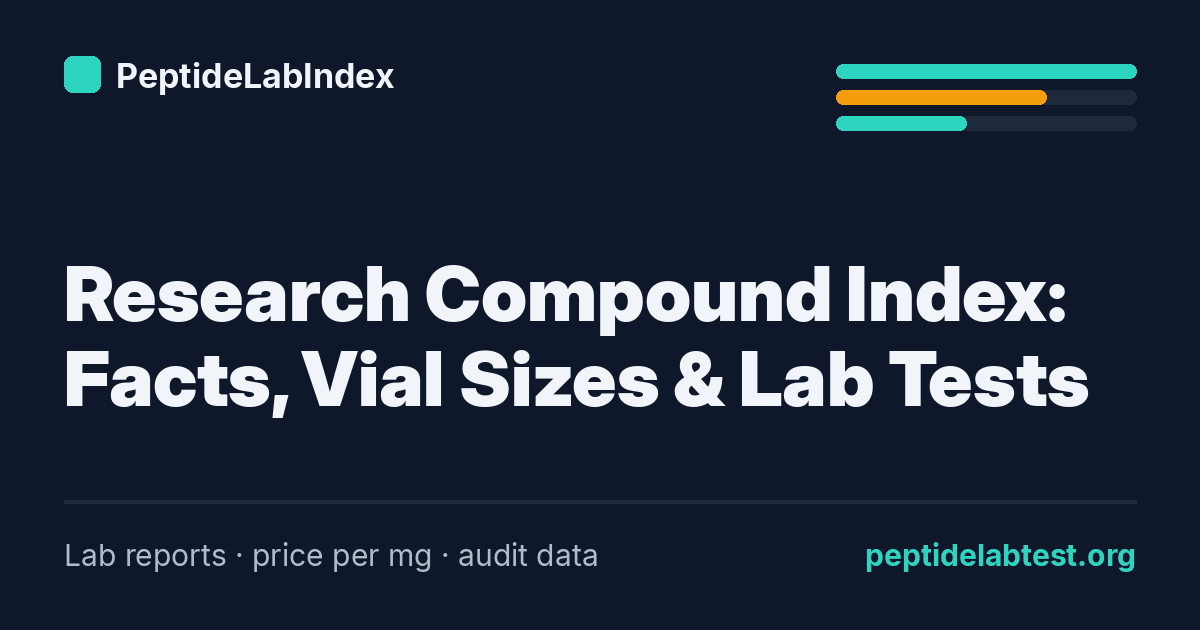 PeptideLabIndex
Research Compound Index:
Facts, Vial Sizes & Lab Tests
Lab reports · price per mg · audit data
peptidelabtest.org